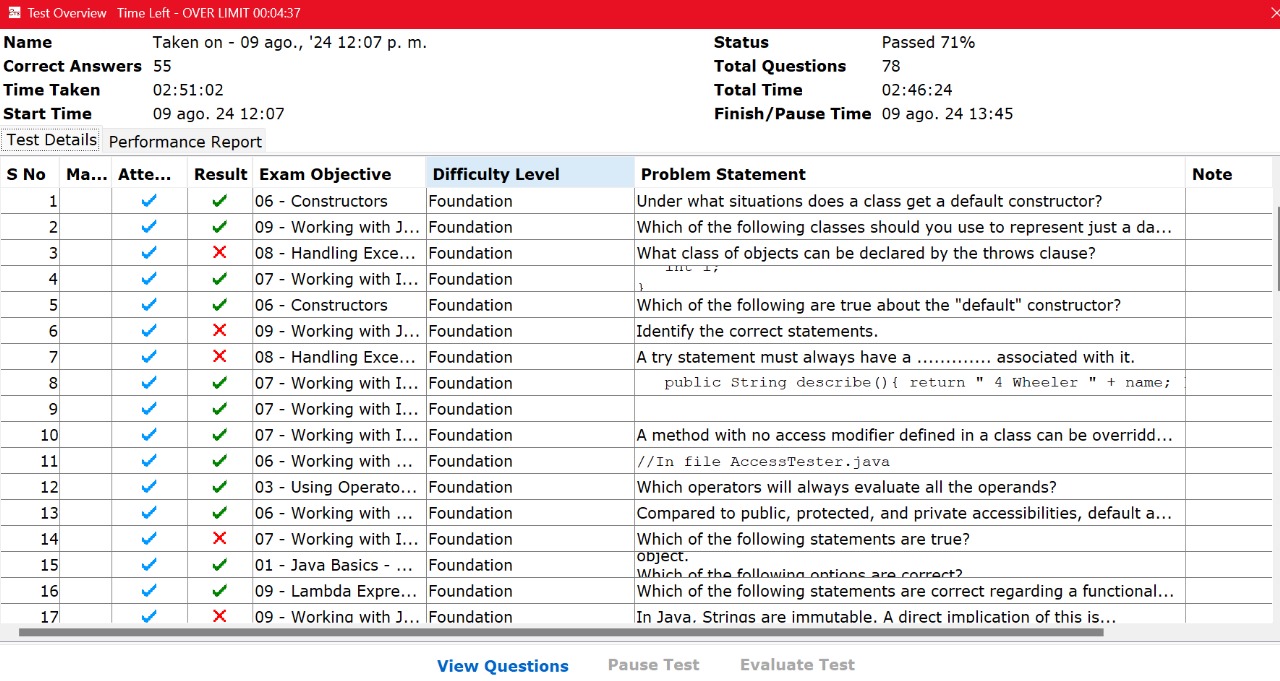 Test Overview Time Left - OVER LIMIT 00:04:37
Name Taken on - 09 ago., '24 12:07 p. m. Status Passed 71%
Correct Answers 55 Total Questions 78
Time Taken 02:51:02 Total Time 02:46:24
Start Time 09 ago. 24 12:07 Finish/Pause Time 09 ago. 24 13:45
Test Details Performance Report
S No Ma... Atte... Result Exam Objective Difficulty Level Problem Statement Note
1 06 - Constructors Foundation Under what situations does a class get a default constructor?
2 09 - Working with J... Foundation Which of the following classes should you use to represent just a da...
3 08 - Handling Exce... Foundation What class of objects can be declared by the throws clause?
4 07 - Working with I... Foundation int i;
}
5 06 - Constructors Foundation Which of the following are true about the "default" constructor?
6 09 - Working with J... Foundation Identify the correct statements.
7 08 - Handling Exce... Foundation A try statement must always have a ............. associated with it.
8 07 - Working with I... Foundation public String describe(){ return " 4 Wheeler " + name;
9 07 - Working with I... Foundation
10 07 - Working with I... Foundation A method with no access modifier defined in a class can be overridd...
11 06 - Working with ... Foundation //In file AccessTester.java
12 03 - Using Operato... Foundation Which operators will always evaluate all the operands?
13 06 - Working with ... Foundation Compared to public, protected, and private accessibilities, default a...
14 07 - Working with I... Foundation Which of the following statements are true?
15 01 - Java Basics - ... Foundation object.
Which of the following options are correct?
16 09 - Lambda Expre... Foundation Which of the following statements are correct regarding a functional...
17 09 - Working with J... Foundation In Java, Strings are immutable. A direct implication of this is...
View Questions Pause Test Evaluate Test